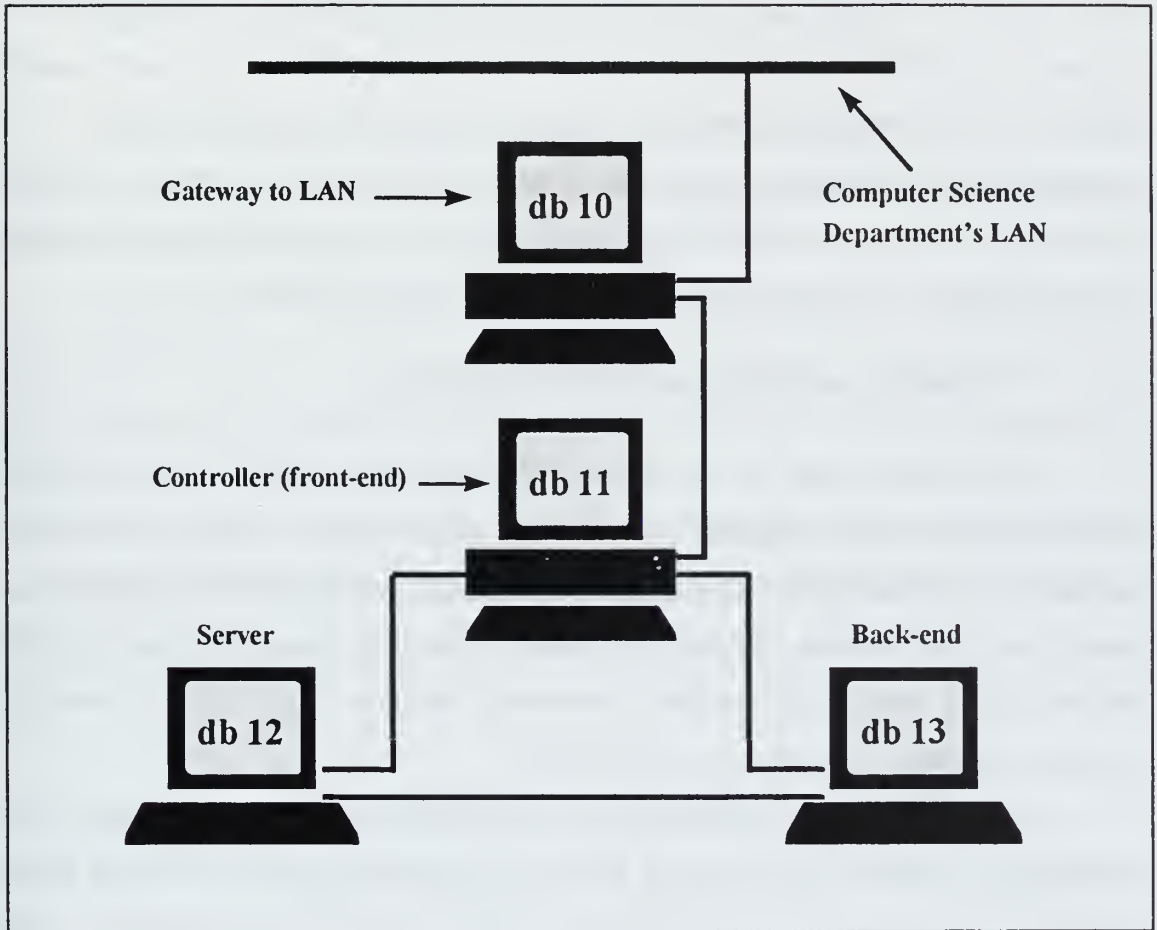 Gateway to LAN
db 10
Computer Science
Department's LAN
Controller (front-end)
db 11
Server
Back-end
db 12
db 13